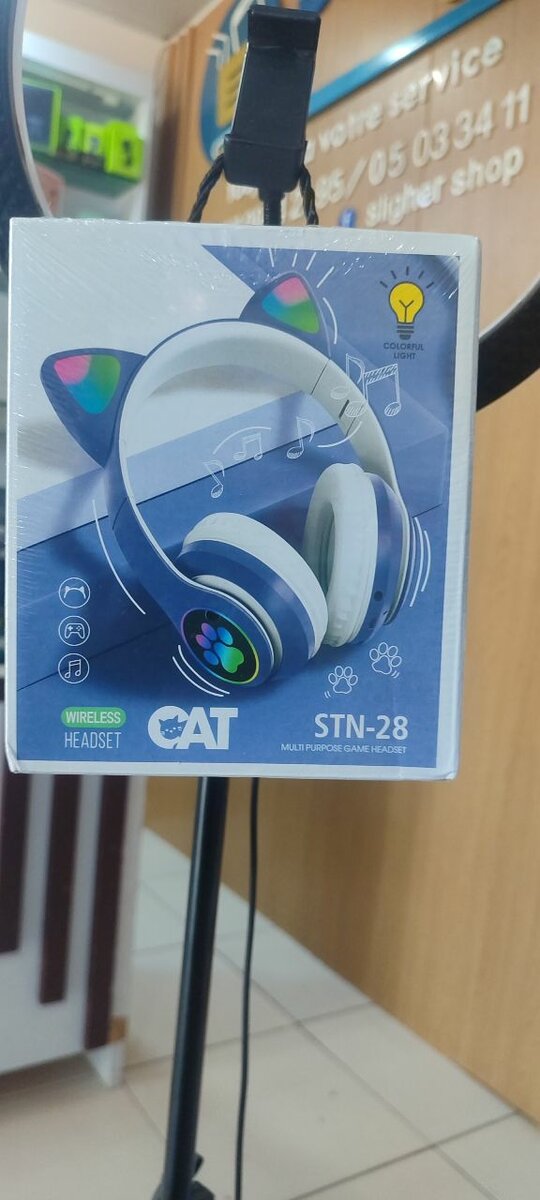 votre service
05 03 34 11
sligher shop
COLORFUL
LIGHT
WIRELESS
HEADSET
CAT
STN-28
MULTI PURPOSE GAME HEADSET